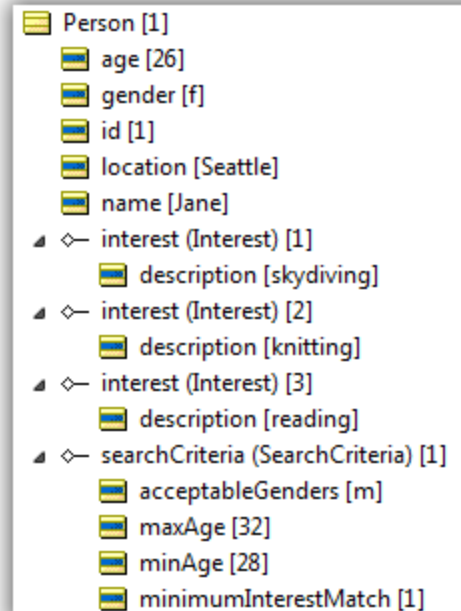 Person [1]
age [26]
gender [f]
id [1]
location [Seattle]
name [Jane]
interest (Interest) [1]
description [skydiving]
interest (Interest) [2]
description [knitting]
interest (Interest) [3]
description [reading]
searchCriteria (SearchCriteria) [1]
acceptableGenders [m]
maxAge [32]
minAge [28]
minimumInterestMatch [1]